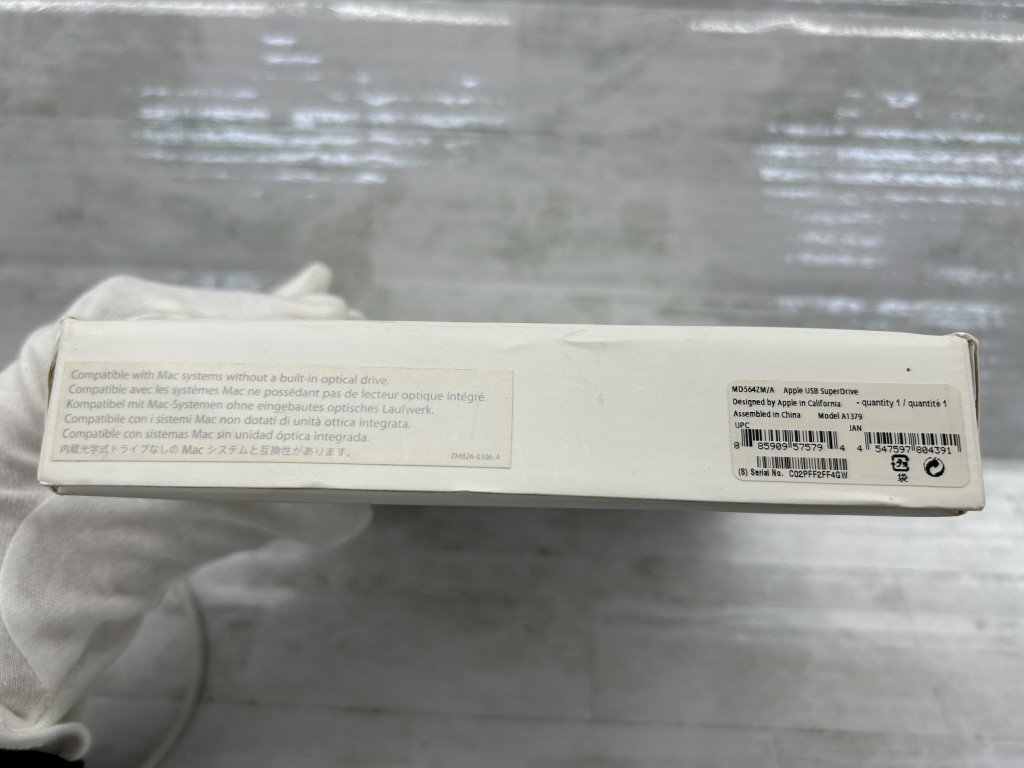 Compatible with Mac systems without a built-in optical drive.
Compatible avec les systèmes Mac ne possédant pas de lecteur optique intégré.
Kompatibel mit Mac-Systemen ohne eingebautes optisches Laufwerk.
Compatibile con i sistemi Mac non dotati di unità ottica integrata.
Compatible con sistemas Mac sin unidad óptica integrada.
内蔵光学式ドライブなしの Mac システムと互換性があります。 ZM826-0306-A
MD564ZM/A Apple USB SuperDrive
Designed by Apple in California - quantity 1 / quantité 1
Assembled in China Model A1379
UPC JAN
8 85909 57579 4 4 547597 804391
(S) Serial No. C02PFF2FF4GW
袋